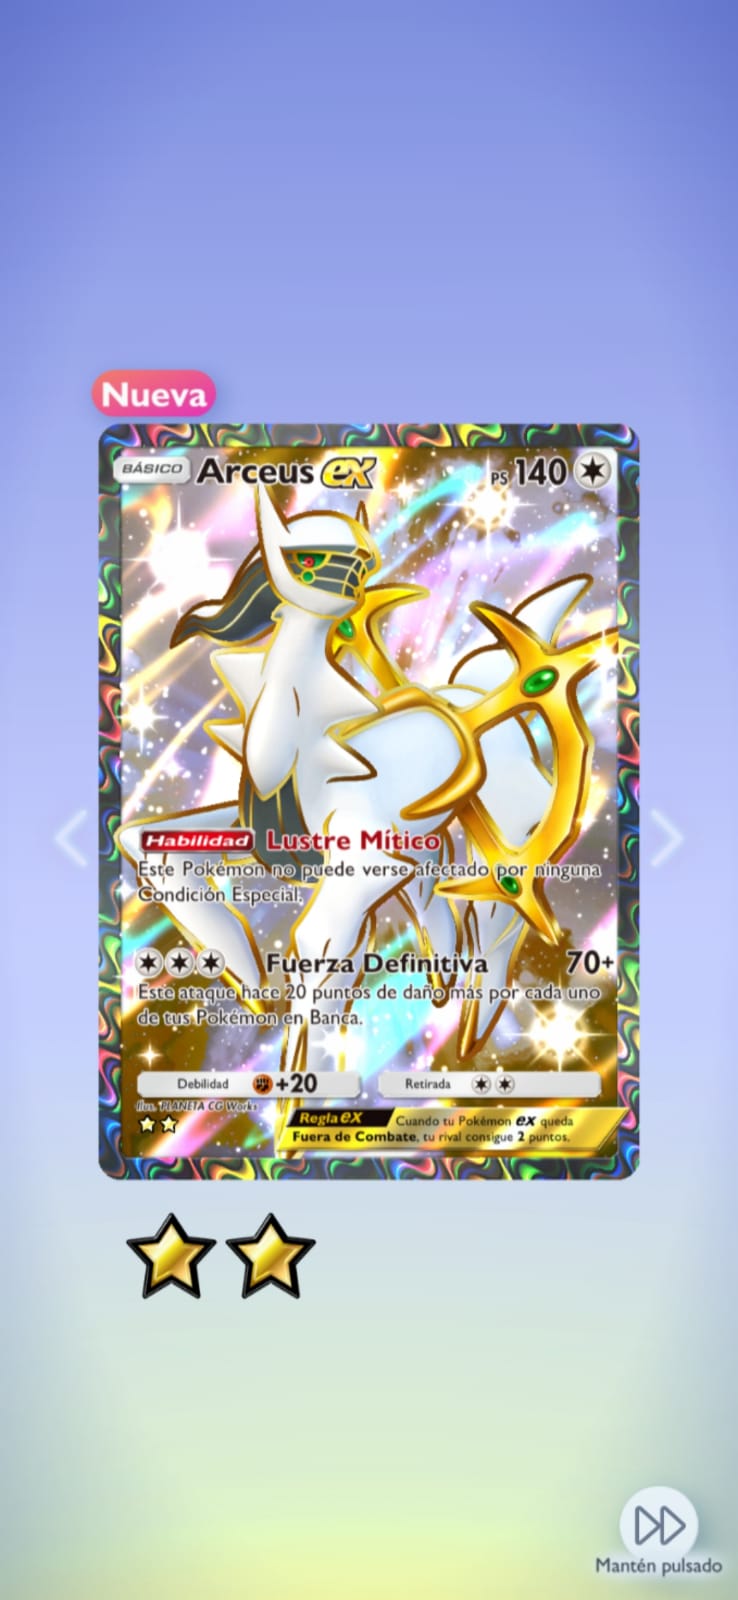 Nueva
BÁSICO Arceus ex PS 140
Habilidad Lustre Mítico
Este Pokémon no puede verse afectado por ninguna
Condición Especial.
Fuerza Definitiva 70+
Este ataque hace 20 puntos de daño más por cada uno
de tus Pokémon en Banca.
Debilidad +20 Retirada
Ilus. PLANETA CG Works
Regla ex Cuando tu Pokémon ex queda
Fuera de Combate, tu rival consigue 2 puntos.
Mantén pulsado